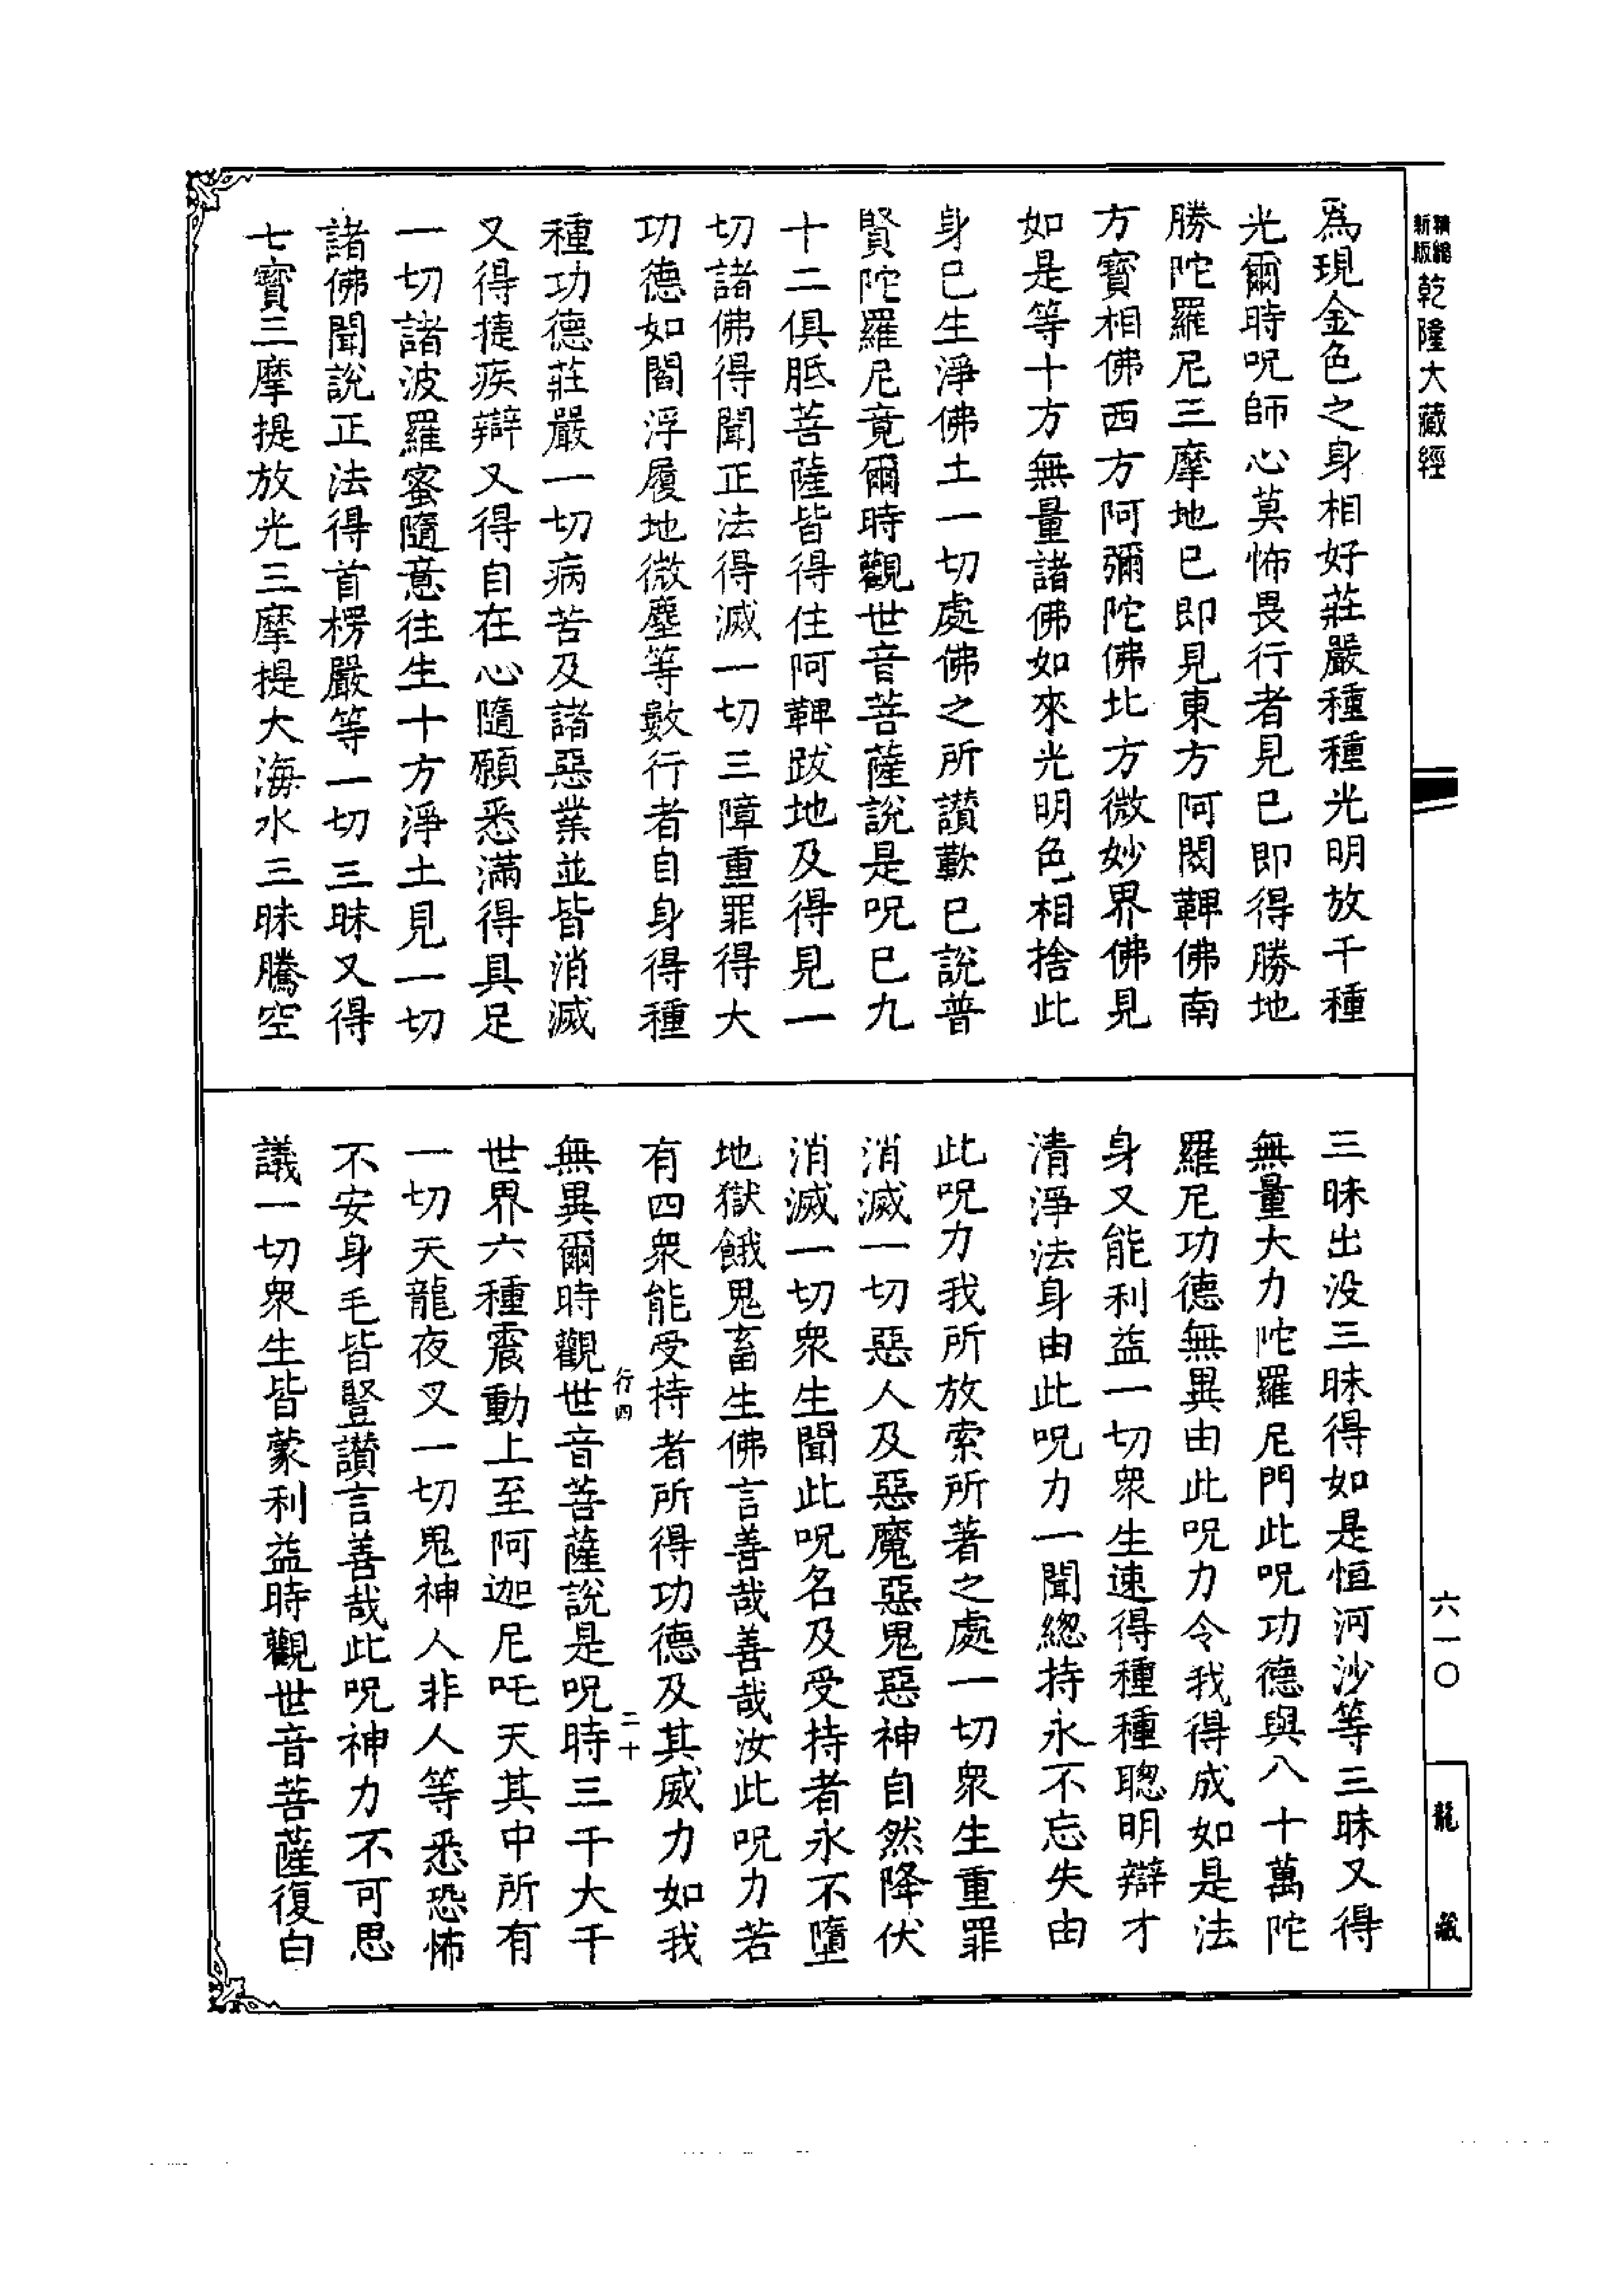 新版
精縮
乾隆大藏經
為現金色之身相好莊嚴種種光明放千種
光爾時呪師心莫怖畏行者見已即得勝地
勝陀羅尼三摩地已即見東方阿閦鞞佛南
方寶相佛西方阿彌陀佛北方微妙界佛見
如是等十方無量諸佛如來光明色相捨此
身已生淨佛土一切處佛之所讃歎已說普
賢陀羅尼竟爾時觀世音菩薩說是呪已九
十二俱胝菩薩皆得住阿鞞跋地及得見一
切諸佛得聞正法得滅一切三障重罪得大
功德如閻浮履地微塵等數行者自身得種
種功德莊嚴一切病苦及諸惡業並皆消滅
又得捷疾辯又得自在心隨願悉滿得具足
一切諸波羅蜜隨意往生十方淨土見一切
諸佛聞說正法得首楞嚴等一切三昧又得
七寳三摩提放光三摩提大海水三昧騰空
三昧出没三昧得如是恒河沙等三昧又得
無量大力陀羅尼門此呪功德與八十萬陀
羅尼功德無異由此呪力令我得成如是法
身又能利益一切衆生速得種種聰明辯才
清淨法身由此呪力一聞總持永不忘失由
此呪力我所放索所著之處一切衆生重罪
消滅一切惡人及惡魔惡鬼惡神自然降伏
消滅一切衆生聞此呪名及受持者永不墮
地獄餓鬼畜生佛言善哉善哉汝此呪力若
有四衆能受持者所得功德及其威力如我
行四
二十
無異爾時觀世音菩薩說是呪時三千大千
世界六種震動上至阿迦尼吒天其中所有
一切天龍夜叉一切鬼神人非人等悉恐怖
不安身毛皆豎讃言善哉此呪神力不可思
議一切衆生皆蒙利益時觀世音菩薩復白
六一〇
龍藏